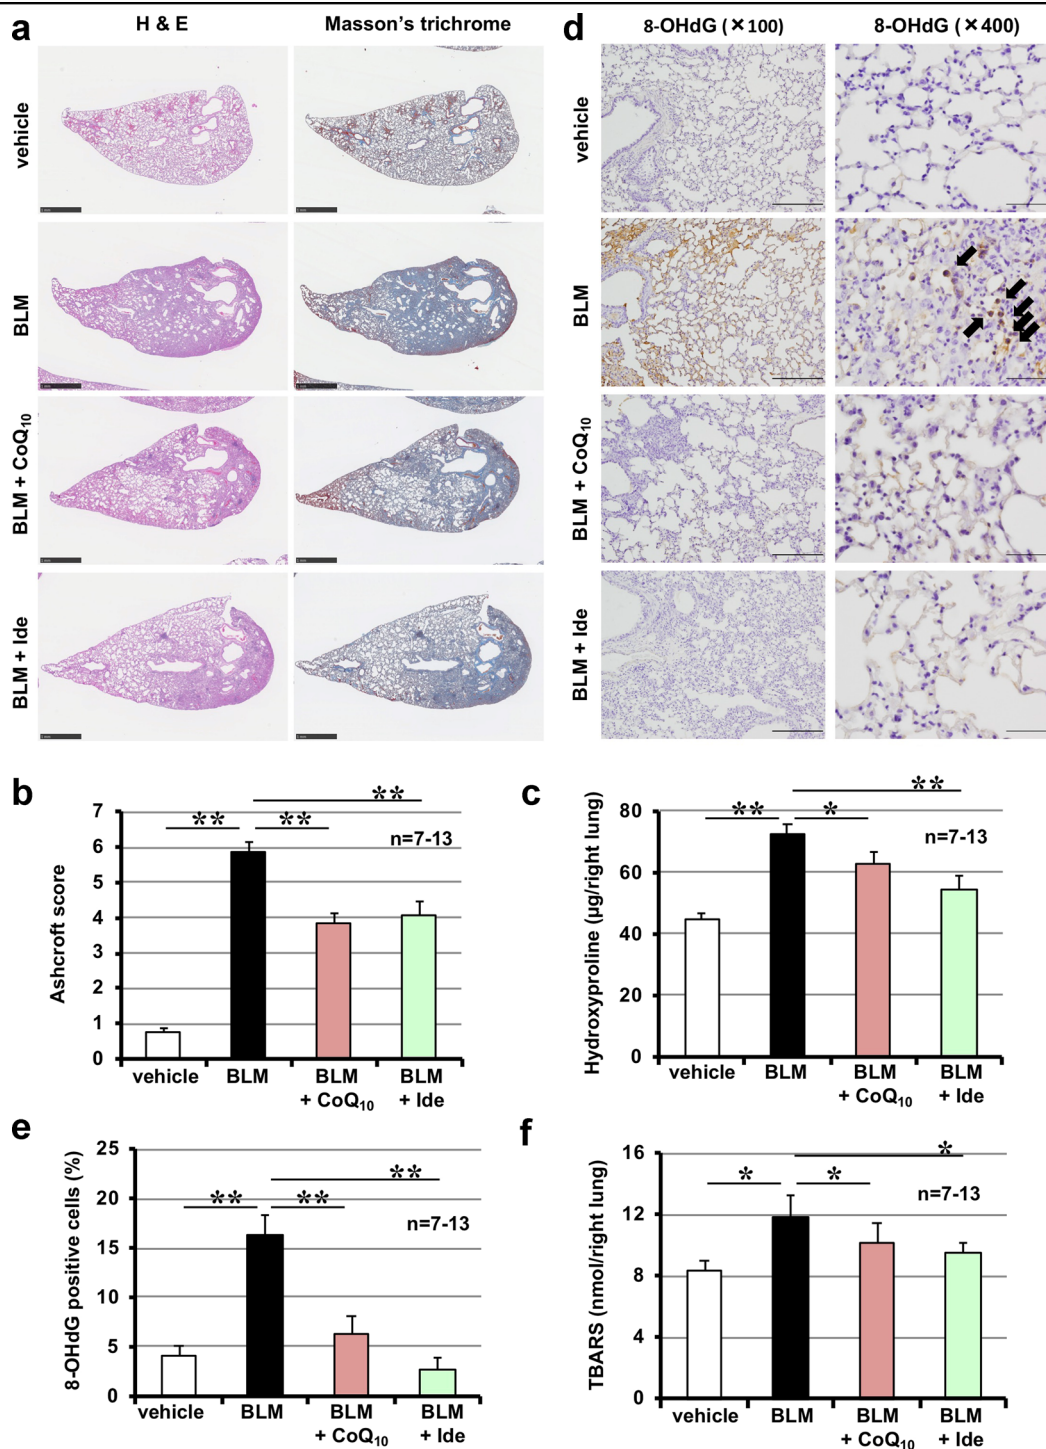 a
H & E
Masson's trichrome
vehicle
BLM
BLM + CoQ10
BLM + Ide
d
8-OHdG (×100)
8-OHdG (×400)
vehicle
BLM
BLM + CoQ10
BLM + Ide
b
Ashcroft score
7
6
5
4
3
2
1
0
**
**
**
n=7-13
vehicle
BLM
BLM
+ CoQ10
BLM
+ Ide
c
Hydroxyproline (μg/right lung)
80
60
40
20
0
**
*
**
n=7-13
vehicle
BLM
BLM
+ CoQ10
BLM
+ Ide
e
8-OHdG positive cells (%)
25
20
15
10
5
0
**
**
**
n=7-13
vehicle
BLM
BLM
+ CoQ10
BLM
+ Ide
f
TBARS (nmol/right lung)
16
12
8
4
0
*
*
*
n=7-13
vehicle
BLM
BLM
+ CoQ10
BLM
+ Ide